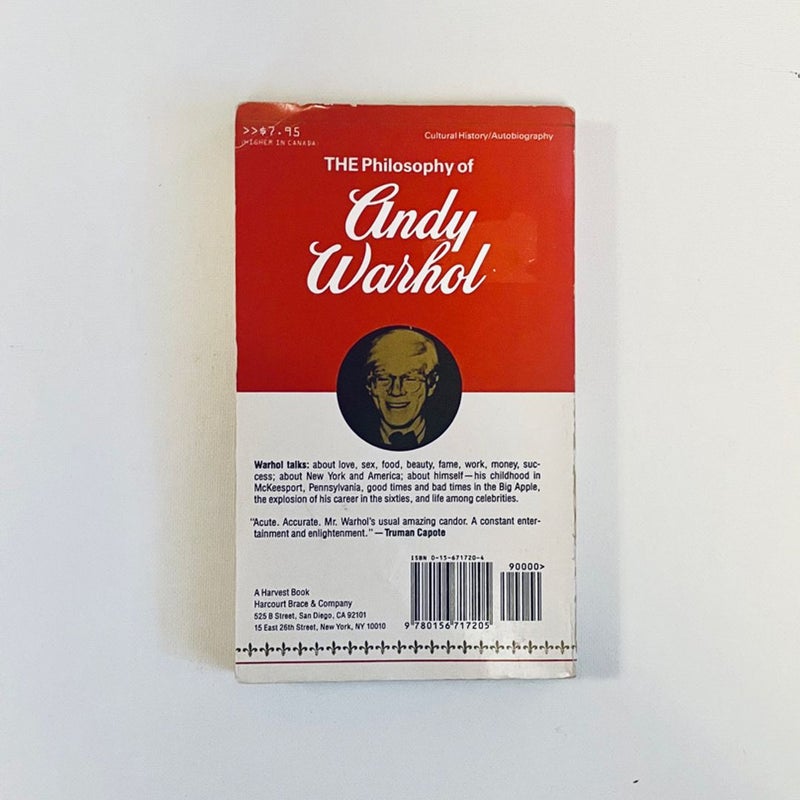 >>$7.95
(HIGHER IN CANADA)
Cultural History/Autobiography
THE Philosophy of
Andy
Warhol
Warhol talks: about love, sex, food, beauty, fame, work, money, suc-
cess; about New York and America; about himself—his childhood in
McKeesport, Pennsylvania, good times and bad times in the Big Apple,
the explosion of his career in the sixties, and life among celebrities.
"Acute. Accurate. Mr. Warhol's usual amazing candor. A constant enter-
tainment and enlightenment."—Truman Capote
ISBN 0-15-671720-4
90000>
A Harvest Book
Harcourt Brace & Company
525 B Street, San Diego, CA 92101
15 East 26th Street, New York, NY 10010
9 780156 717205